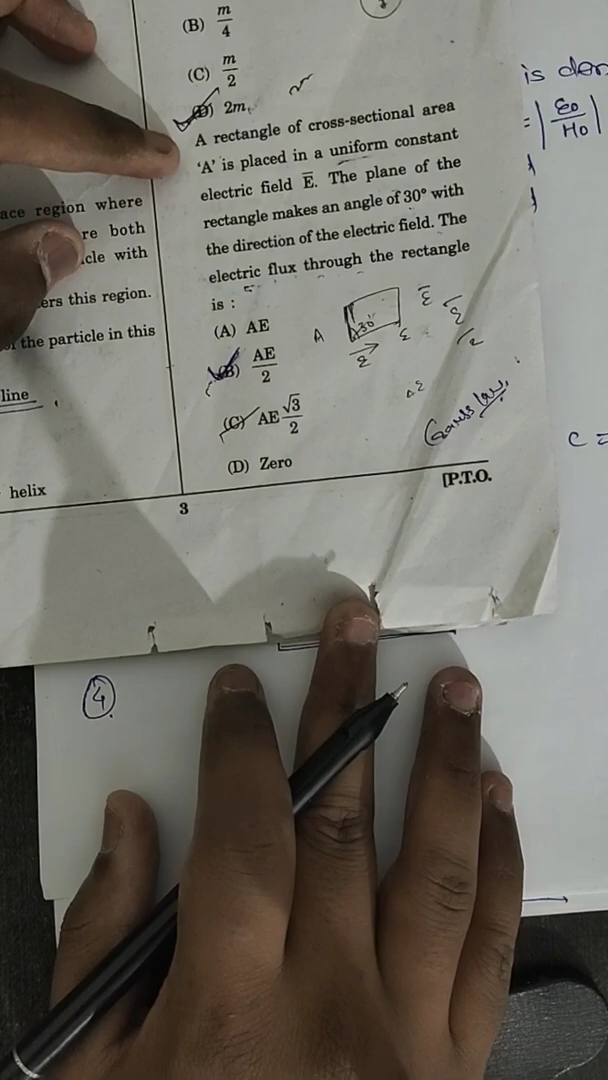 (B) m/4
(C) m/2
(D) 2m
A rectangle of cross-sectional area
'A' is placed in a uniform constant
electric field E̅. The plane of the
rectangle makes an angle of 30° with
the direction of the electric field. The
electric flux through the rectangle
is :
(A) AE
(B) AE/2
(C) AE √3/2
(D) Zero
[P.T.O.
3
ace region where
re both
cle with
ers this region.
the particle in this
line
helix
A
30°
Gauss law
is den
= |ε0/H0|
C =
4